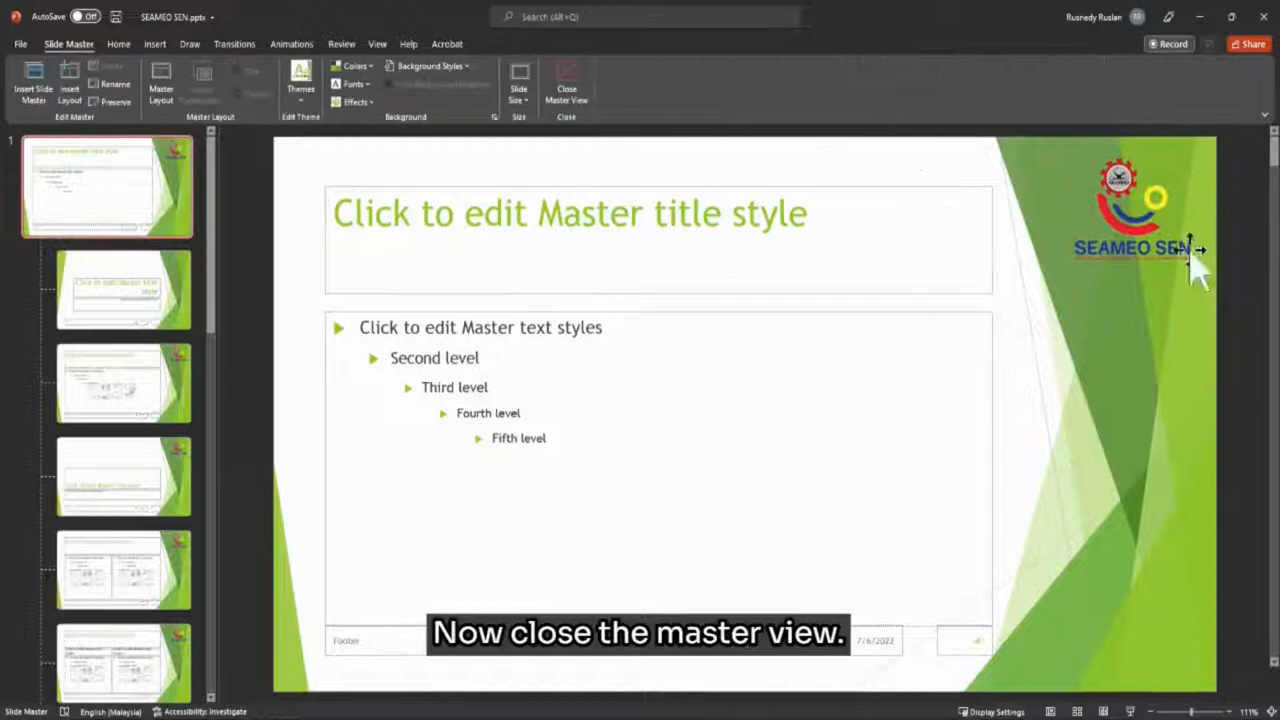 AutoSave Off SEAMEO SEN.pptx Search (Alt+Q) Rusnedy Ruslan RR
File Slide Master Home Insert Draw Transitions Animations Review View Help Acrobat Record Share
Insert Slide Master
Insert Layout
Rename
Preserve
Edit Master
Master Layout
Master Layout
Themes
Edit Theme
Colors
Fonts
Effects
Background Styles
Background
Slide Size
Size
Close Master View
Close
1
Click to edit Master title style
SEAMEO
SEAMEO SEN
Click to edit Master text styles
Second level
Third level
Fourth level
Fifth level
Footer
7/6/2022
Now close the master view.
Slide Master English (Malaysia) Accessibility: Investigate Display Settings 111%